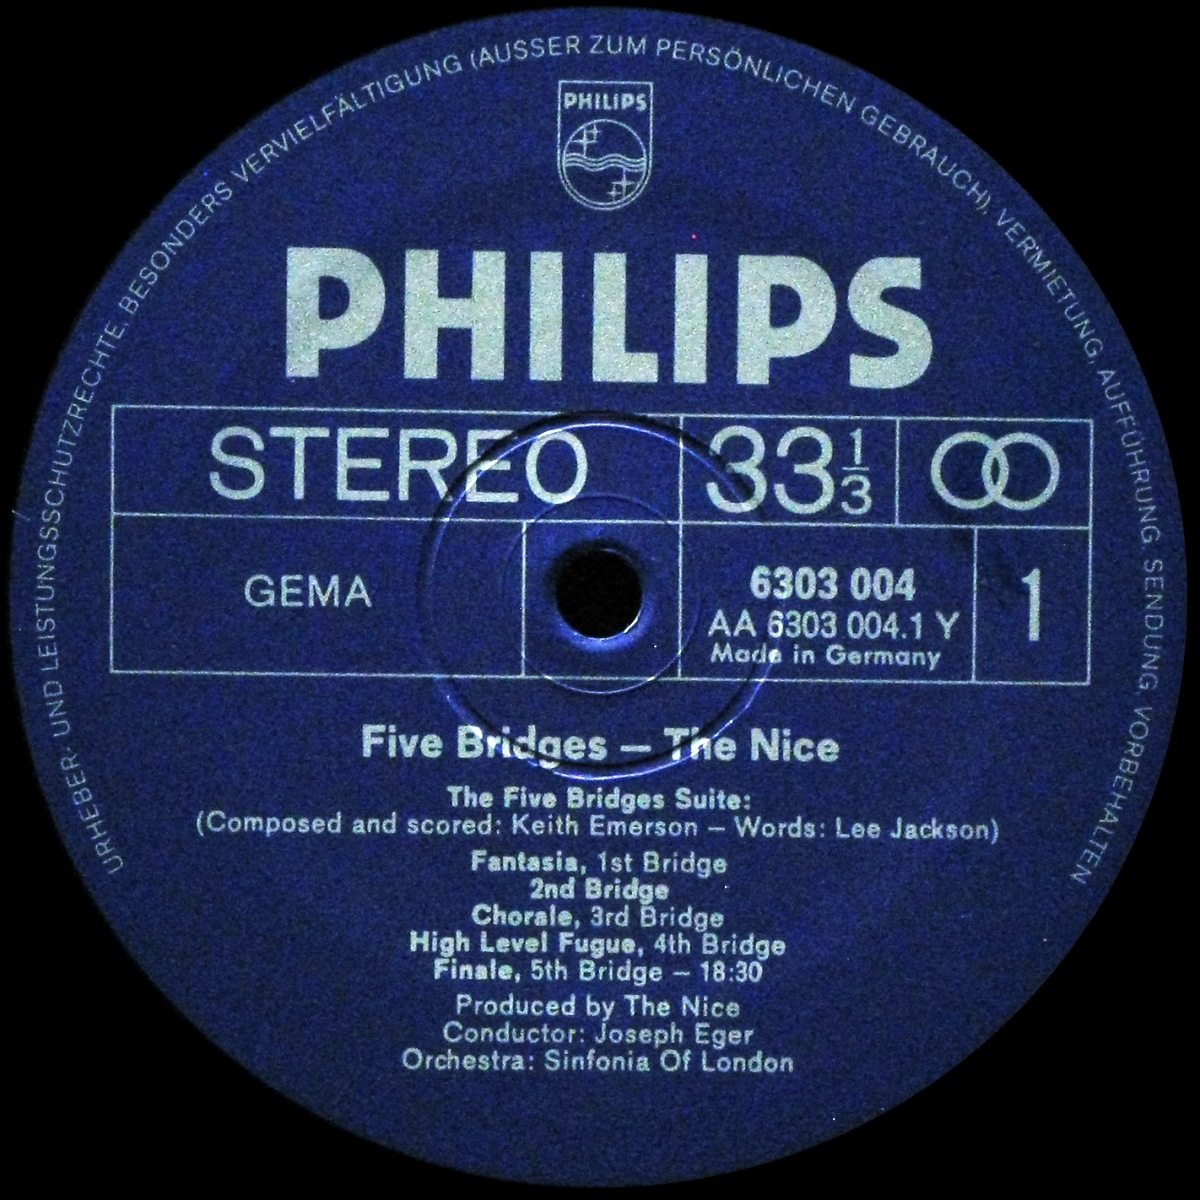 URHEBER- UND LEISTUNGSSCHUTZRECHTE, BESONDERS VERVIELFÄLTIGUNG (AUSSER ZUM PERSÖNLICHEN GEBRAUCH), VERMIETUNG, AUFFÜHRUNG, SENDUNG, VORBEHALTEN
PHILIPS
PHILIPS
STEREO 33 1/3
GEMA
6303 004 1
AA 6303 004.1 Y
Made in Germany
Five Bridges — The Nice
The Five Bridges Suite:
(Composed and scored: Keith Emerson – Words: Lee Jackson)
Fantasia, 1st Bridge
2nd Bridge
Chorale, 3rd Bridge
High Level Fugue, 4th Bridge
Finale, 5th Bridge – 18:30
Produced by The Nice
Conductor: Joseph Eger
Orchestra: Sinfonia Of London